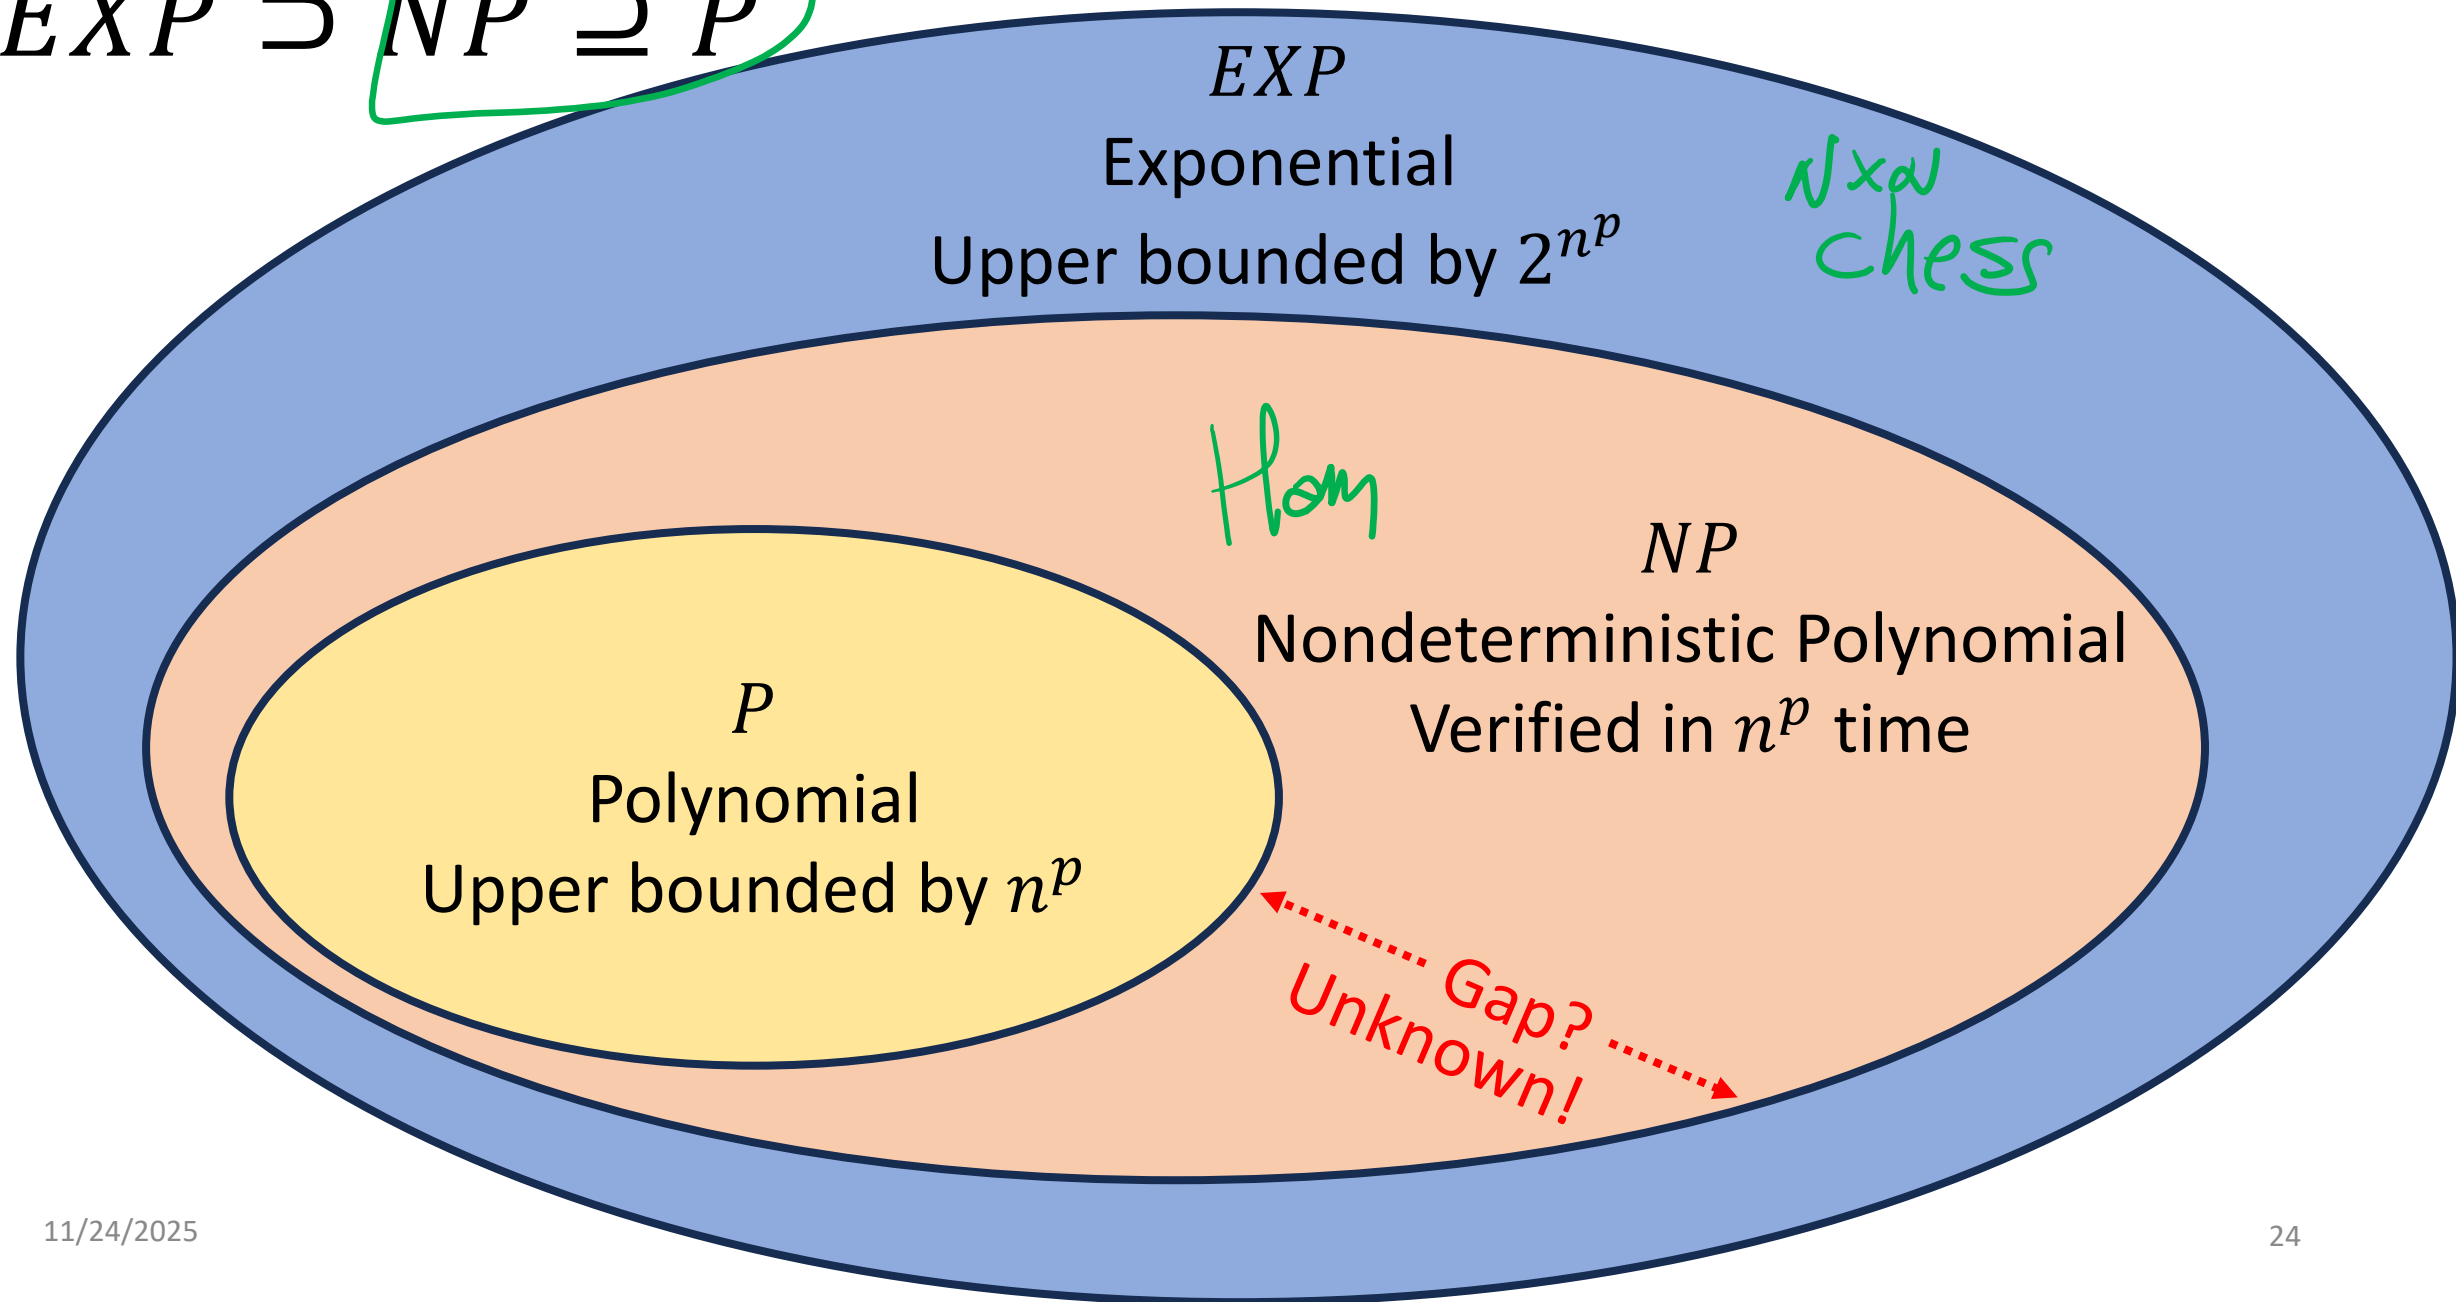 EXP ⊃ NP ⊇ P
EXP
Exponential
Upper bounded by 2^{n^p}
NxN
chess
Ham
NP
Nondeterministic Polynomial
Verified in n^p time
P
Polynomial
Upper bounded by n^p
Gap?
Unknown!
11/24/2025
24